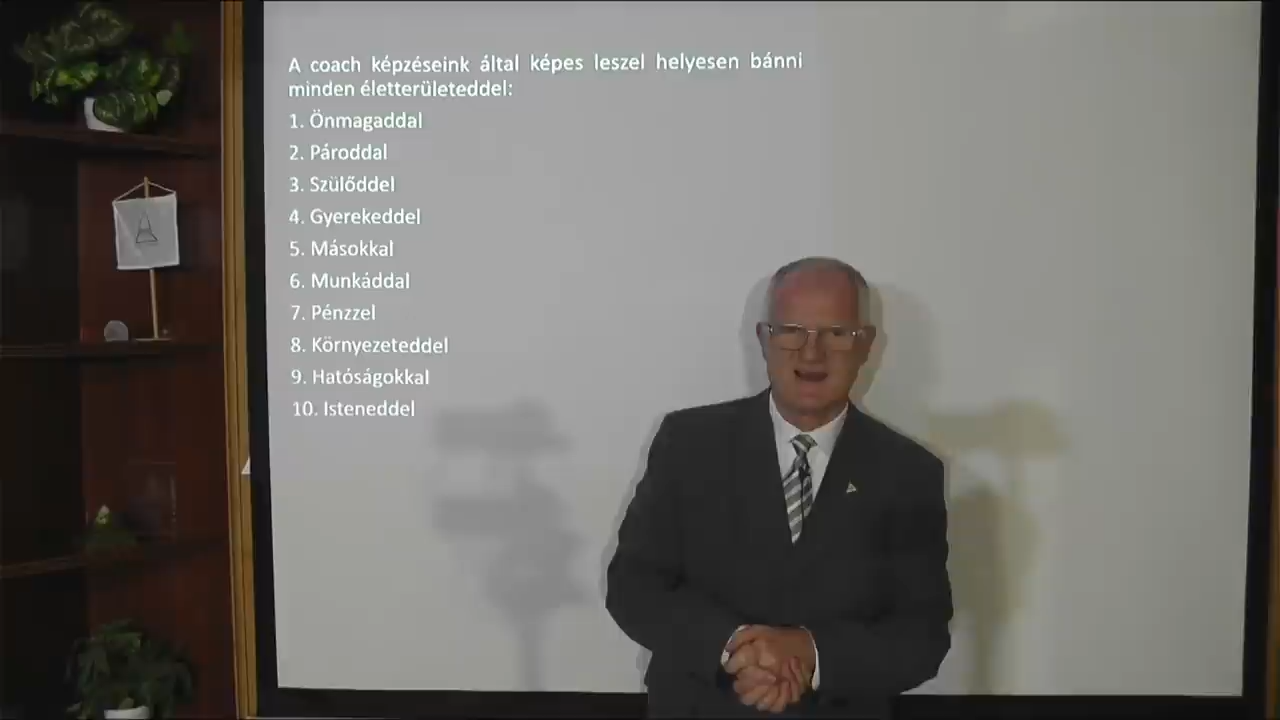 A coach képzéseink által képes leszel helyesen bánni
minden életterületeddel:
1. Önmagaddal
2. Pároddal
3. Szülőddel
4. Gyerekeddel
5. Másokkal
6. Munkáddal
7. Pénzzel
8. Környezeteddel
9. Hatóságokkal
10. Isteneddel